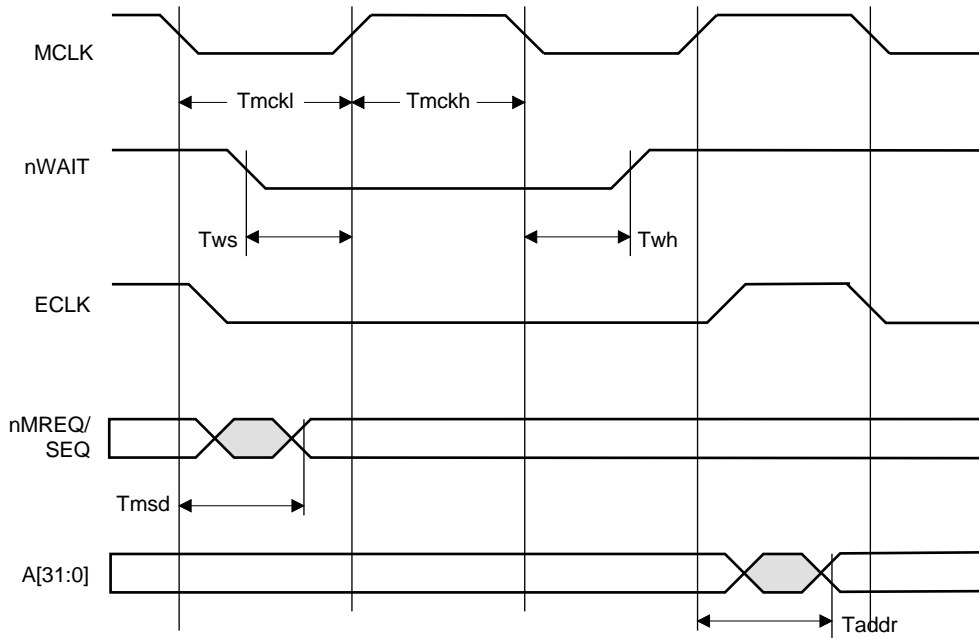 MCLK
Tmckl
Tmckh
nWAIT
Tws
Twh
ECLK
nMREQ/
SEQ
Tmsd
A[31:0]
Taddr